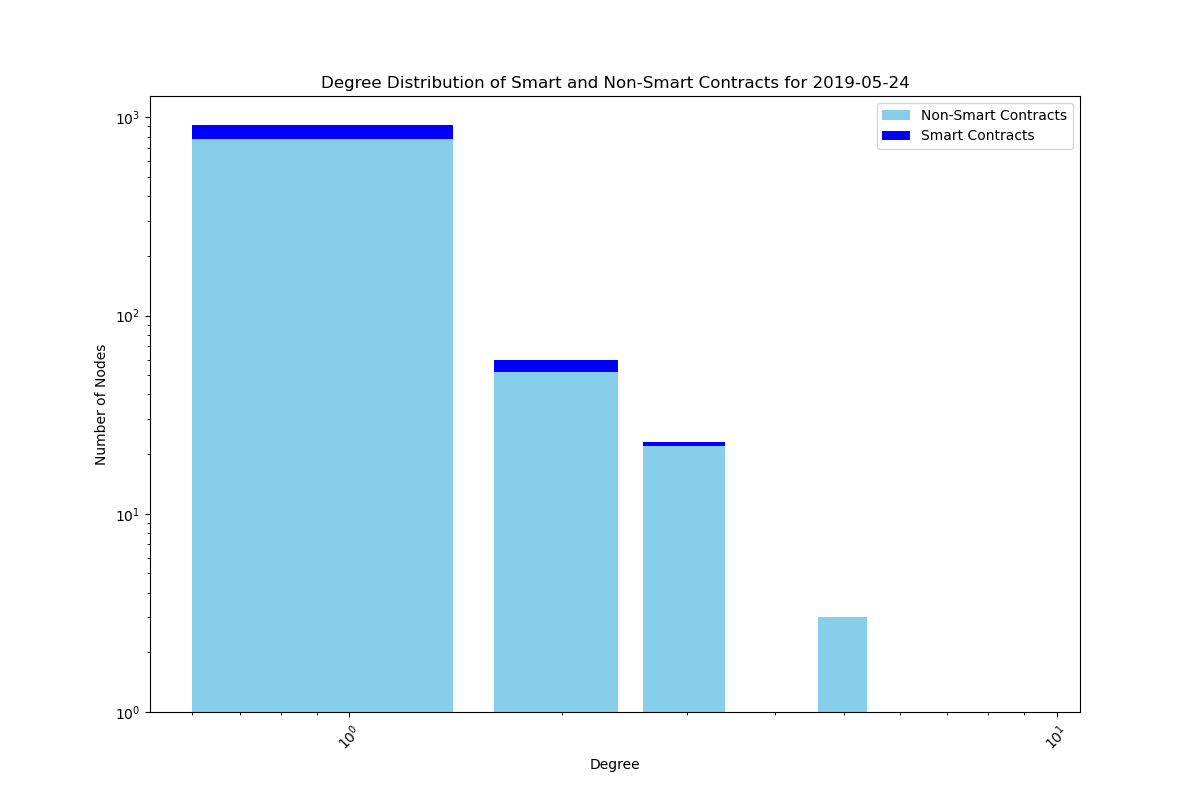 Degree Distribution of Smart and Non-Smart Contracts for 2019-05-24
Non-Smart Contracts
Smart Contracts
10³
10²
10¹
10⁰
Number of Nodes
10⁰
10¹
Degree